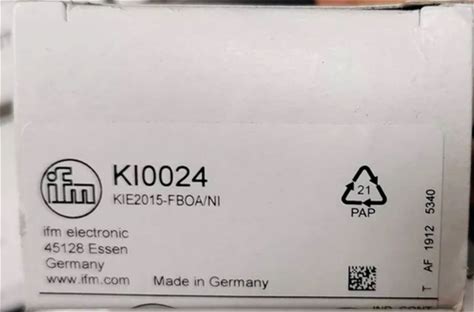 ifm
KI0024
KIE2015-FBOA/NI
ifm electronic
45128 Essen
Germany
www.ifm.com
Made in Germany
21
PAP
T AF 1912 5340